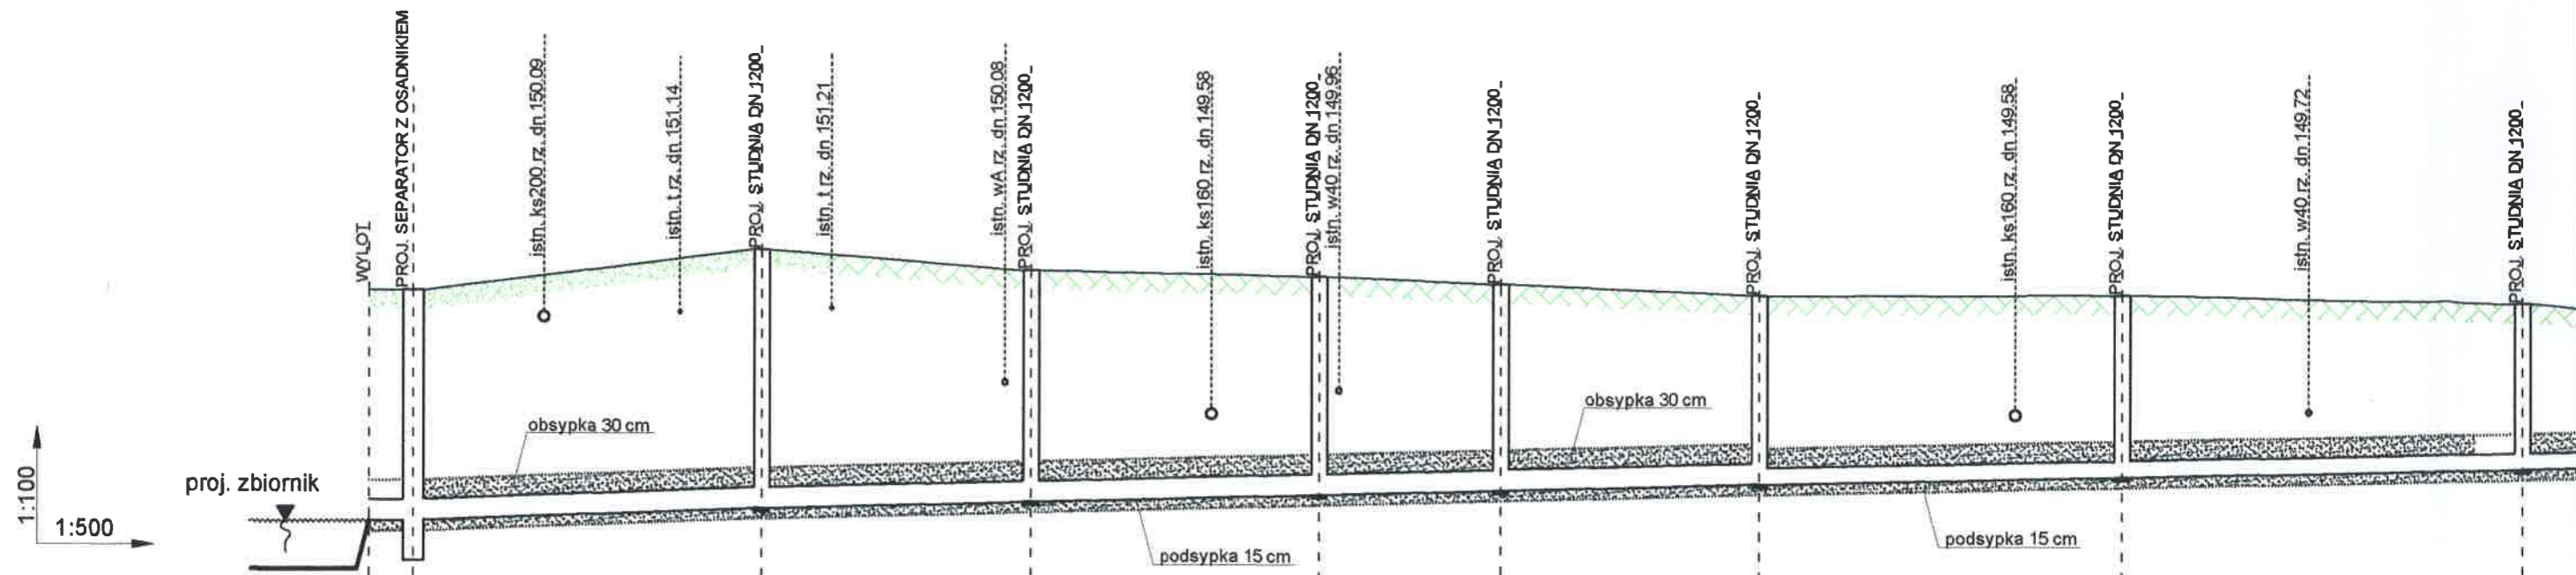 WYLOT
PROJ. SEPARATOR Z OSADNIKIEM
istn. ks200 rz. dn 150.09
istn. t rz. dn 151.14
PROJ. STUDNIA DN 1200
istn. t rz. dn 151.21
istn. wA rz. dn 150.08
PROJ. STUDNIA DN 1200
istn. ks160 rz. dn 149.58
PROJ. STUDNIA DN 1200
istn. w40 rz. dn 149.96
PROJ. STUDNIA DN 1200
PROJ. STUDNIA DN 1200
istn. ks160 rz. dn 149.58
PROJ. STUDNIA DN 1200
istn. w40 rz. dn 149.72
PROJ. STUDNIA DN 1200
obsypka 30 cm
obsypka 30 cm
proj. zbiornik
1:100
1:500
podsypka 15 cm
podsypka 15 cm